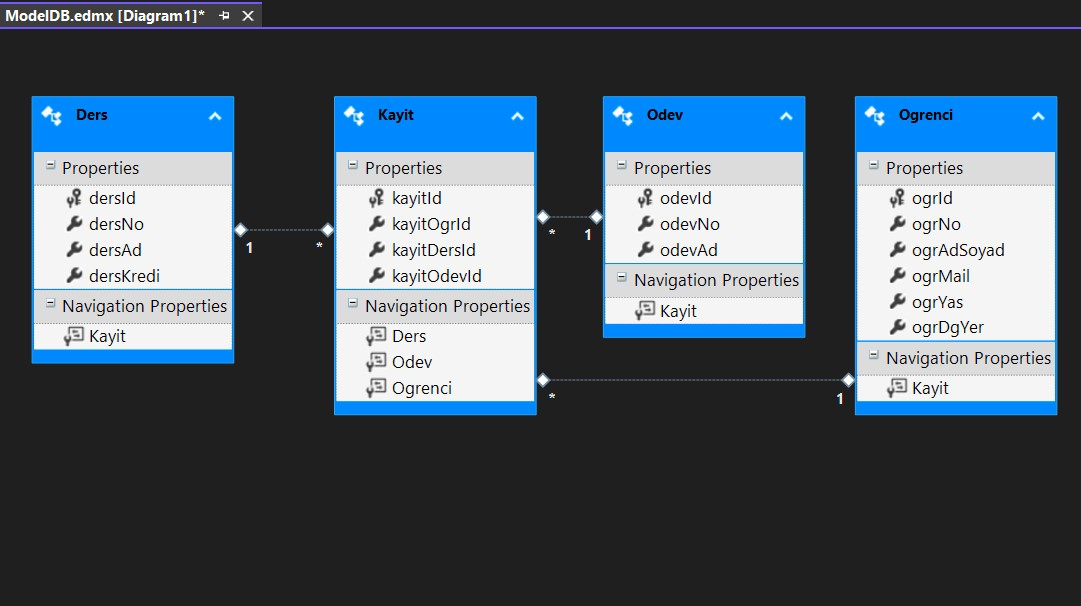 ModelDB.edmx [Diagram1]*
Ders
Properties
dersId
dersNo
dersAd
dersKredi
Navigation Properties
Kayit
1
*
Kayit
Properties
kayitId
kayitOgrId
kayitDersId
kayitOdevId
Navigation Properties
Ders
Odev
Ogrenci
*
1
Odev
Properties
odevId
odevNo
odevAd
Navigation Properties
Kayit
*
1
Ogrenci
Properties
ogrId
ogrNo
ogrAdSoyad
ogrMail
ogrYas
ogrDgYer
Navigation Properties
Kayit